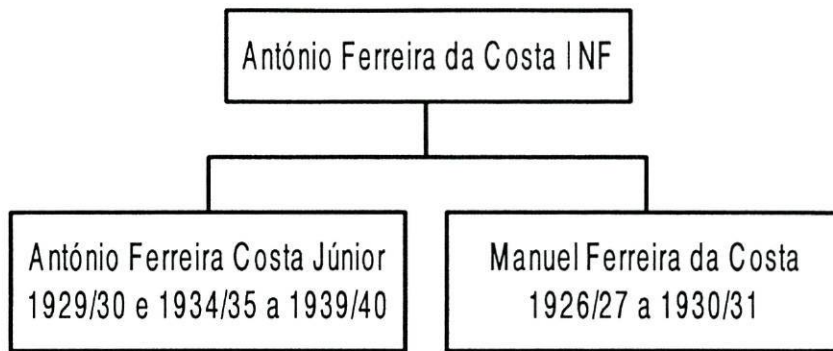 António Ferreira da Costa INF
António Ferreira Costa Júnior
1929/30 e 1934/35 a 1939/40
Manuel Ferreira da Costa
1926/27 a 1930/31